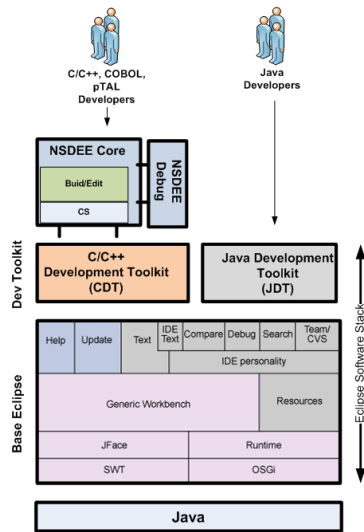 C/C++, COBOL,
pTAL
Developers
Java
Developers
NSDEE Core
Buid/Edit
CS
NSDEE
Debug
Dev Toolkit
C/C++
Development Toolkit
(CDT)
Java Development
Toolkit
(JDT)
Eclipse Software Stack
Base Eclipse
Help
Update
Text
IDE
Text
Compare
Debug
Search
Team/
CVS
IDE personality
Generic Workbench
Resources
JFace
Runtime
SWT
OSGi
Java